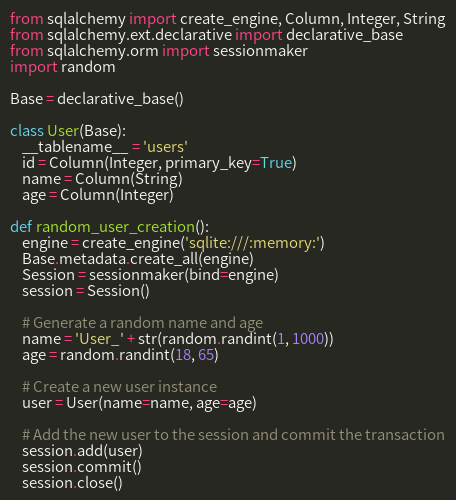 from sqlalchemy import create_engine, Column, Integer, String
from sqlalchemy.ext.declarative import declarative_base
from sqlalchemy.orm import sessionmaker
import random

Base = declarative_base()

class User(Base):
    __tablename__ = 'users'
    id = Column(Integer, primary_key=True)
    name = Column(String)
    age = Column(Integer)

def random_user_creation():
    engine = create_engine('sqlite:///:memory:')
    Base.metadata.create_all(engine)
    Session = sessionmaker(bind=engine)
    session = Session()

    # Generate a random name and age
    name = 'User_' + str(random.randint(1, 1000))
    age = random.randint(18, 65)

    # Create a new user instance
    user = User(name=name, age=age)

    # Add the new user to the session and commit the transaction
    session.add(user)
    session.commit()
    session.close()